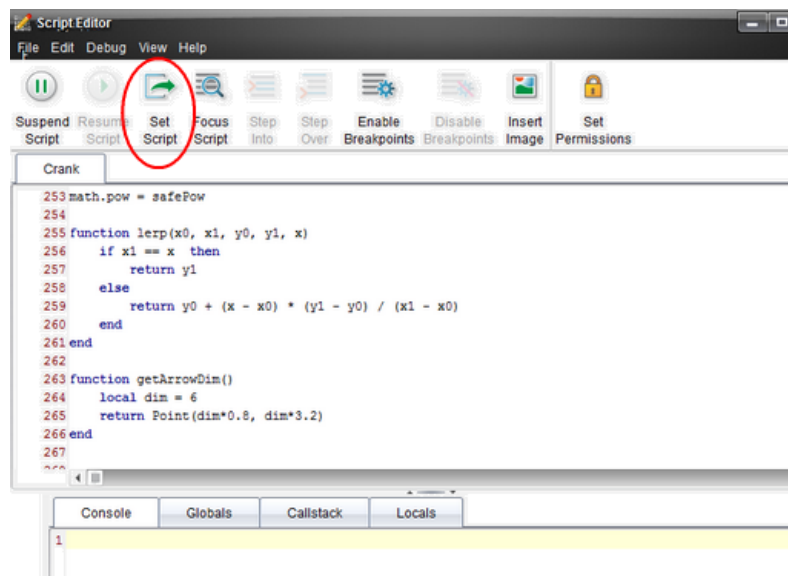 Script Editor
File Edit Debug View Help
Suspend Script Resume Script Set Script Focus Script Step Into Step Over Enable Breakpoints Disable Breakpoints Insert Image Set Permissions
Crank
253 math.pow = safePow
254
255 function lerp(x0, x1, y0, y1, x)
256 if x1 == x then
257 return y1
258 else
259 return y0 + (x - x0) * (y1 - y0) / (x1 - x0)
260 end
261 end
262
263 function getArrowDim()
264 local dim = 6
265 return Point(dim*0.8, dim*3.2)
266 end
267
Console Globals Callstack Locals
1